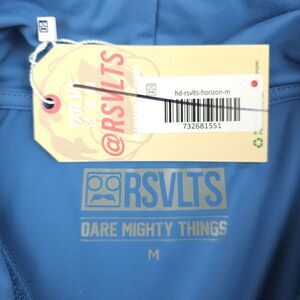 @RSVLTS
hd-rsvlts-horizon-m
732681551
RSVLTS
DARE MIGHTY THINGS
M